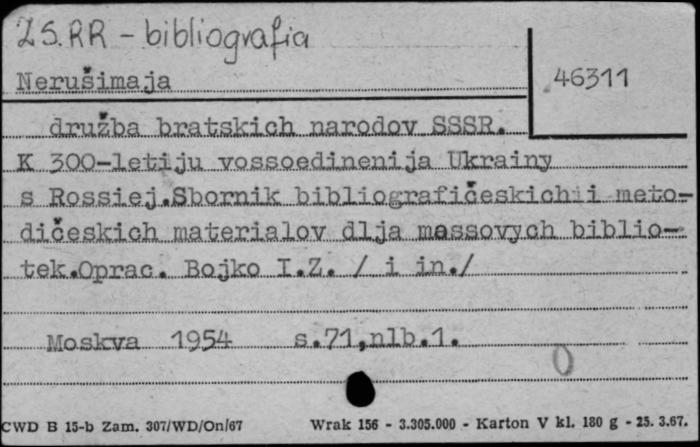 ZSRR - bibliografia
Nerušimaja
46311
družba bratskich narodov SSSR.
K 300-letiju vossoedinenija Ukrainy
s Rossiej.Sbornik bibliografičeskich i meto-
dičeskich materialov dlja massovych biblio-
tek.Oprac. Bojko I.Z. / i in./
Moskva 1954 s.71,nlb.1.
0
CWD B 15-b Zam. 307/WD/On/67 Wrak 156 - 3.305.000 - Karton V kl. 180 g - 25. 3.67.